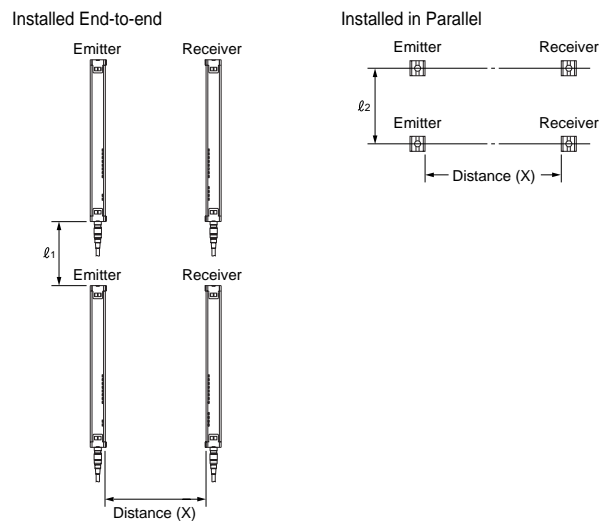 Installed End-to-end
Emitter Receiver
ℓ1
Emitter Receiver
Distance (X)
Installed in Parallel
Emitter Receiver
ℓ2
Emitter Receiver
Distance (X)